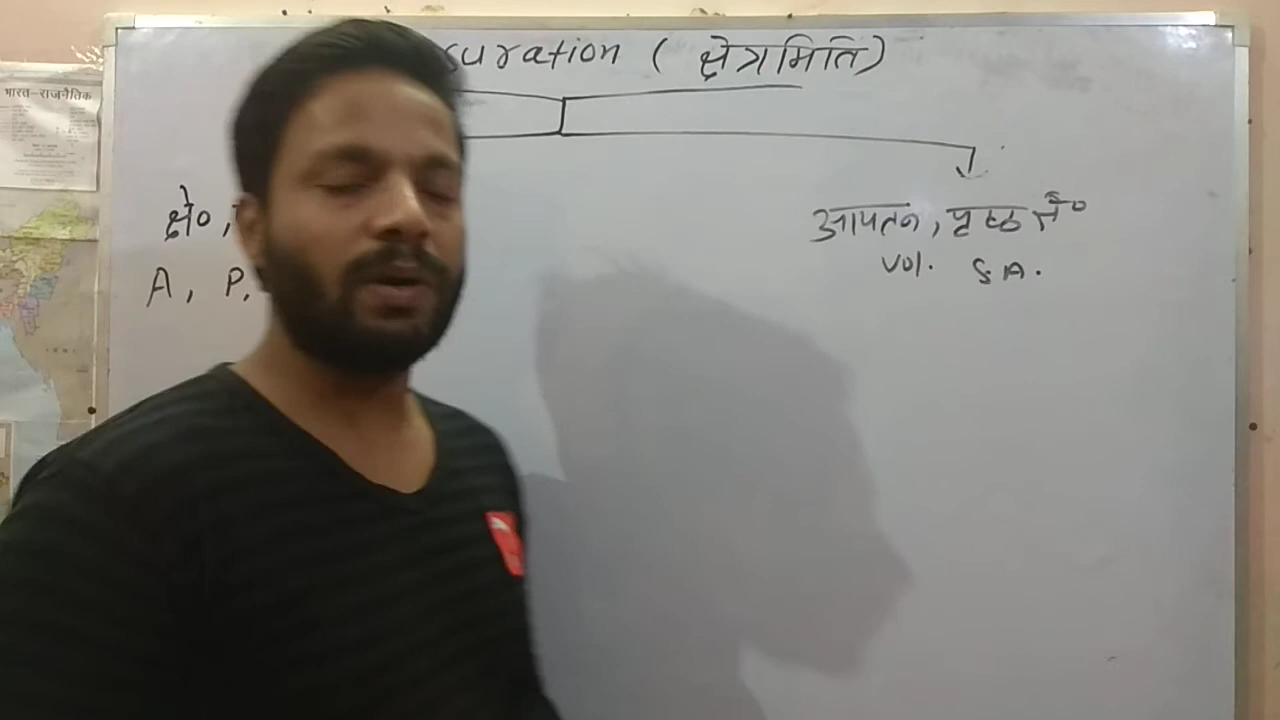 भारत-राजनैतिक
suration ( क्षेत्रमिति)
क्षे०,
A, P,
आयतन, पृष्ठ क्षे०
Vol. S.A.